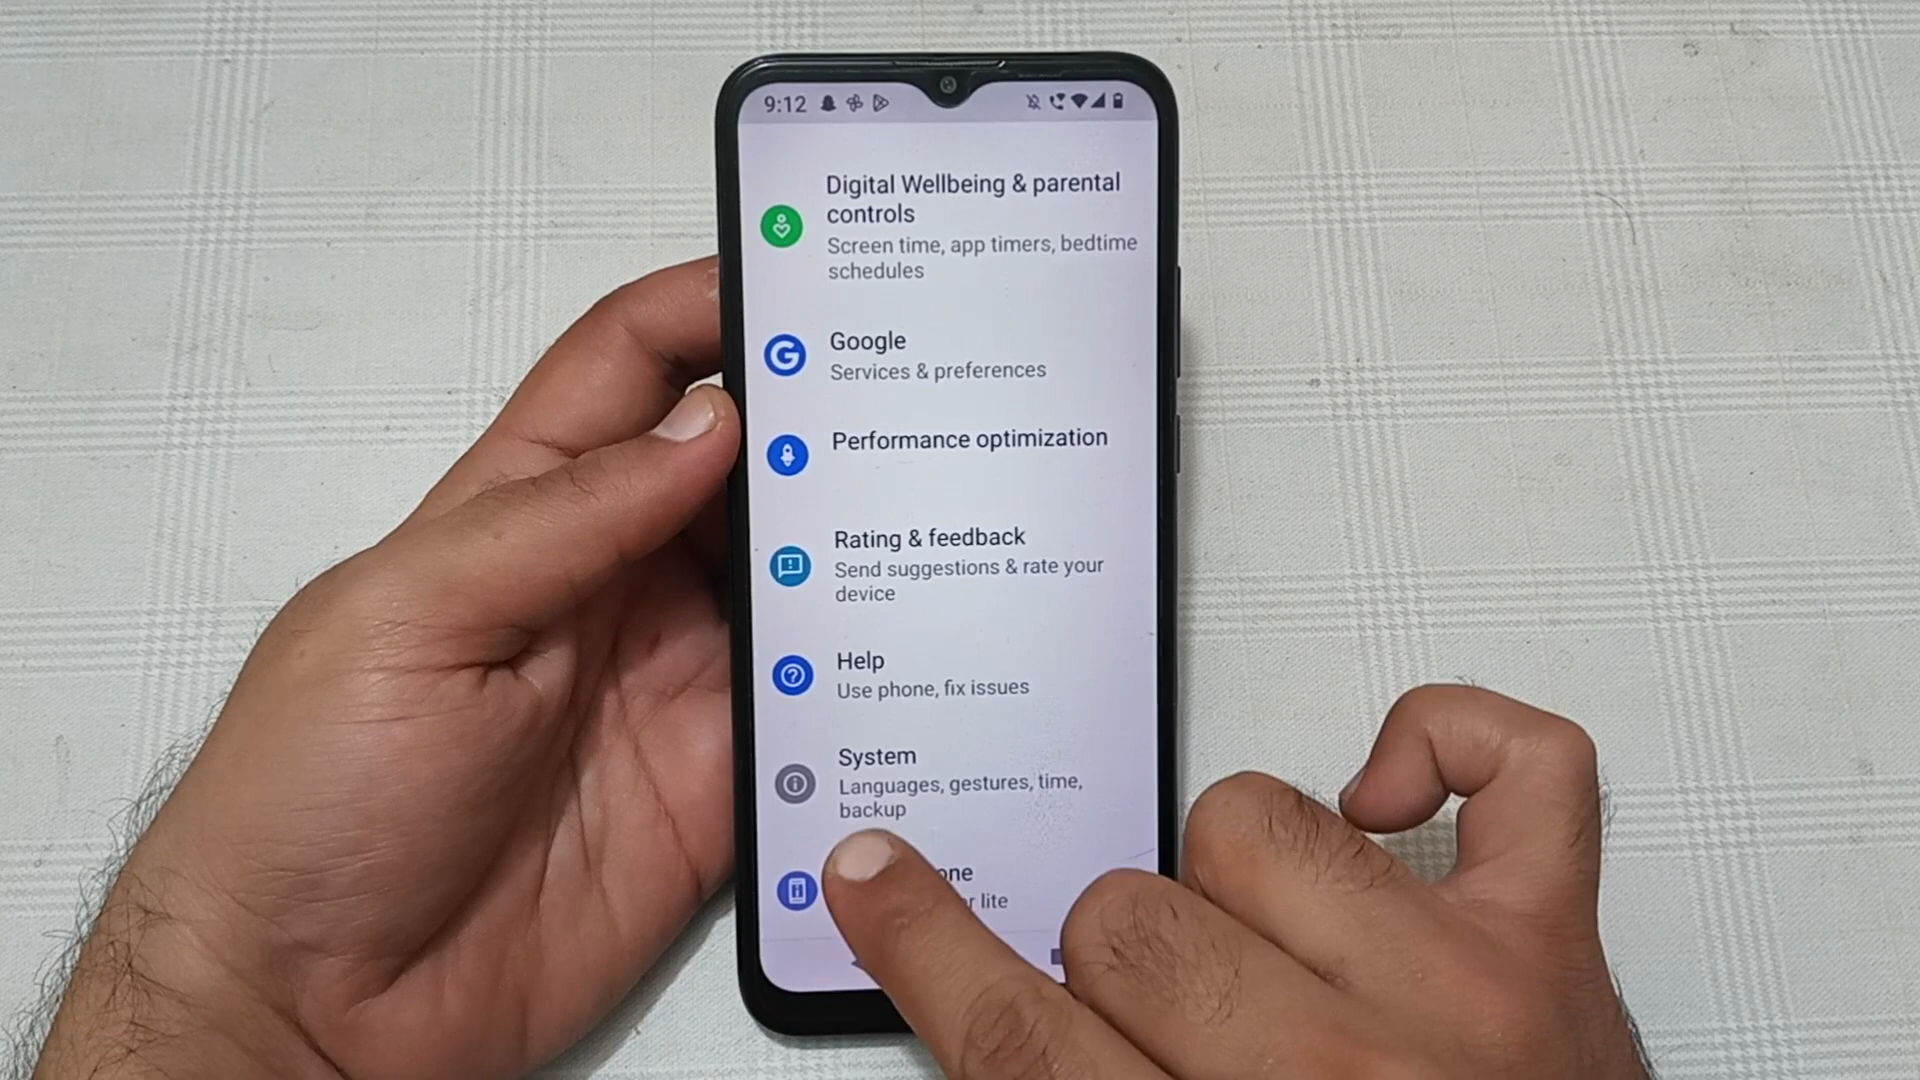 9:12
Digital Wellbeing & parental
controls
Screen time, app timers, bedtime
schedules
Google
Services & preferences
Performance optimization
Rating & feedback
Send suggestions & rate your
device
Help
Use phone, fix issues
System
Languages, gestures, time,
backup
lite